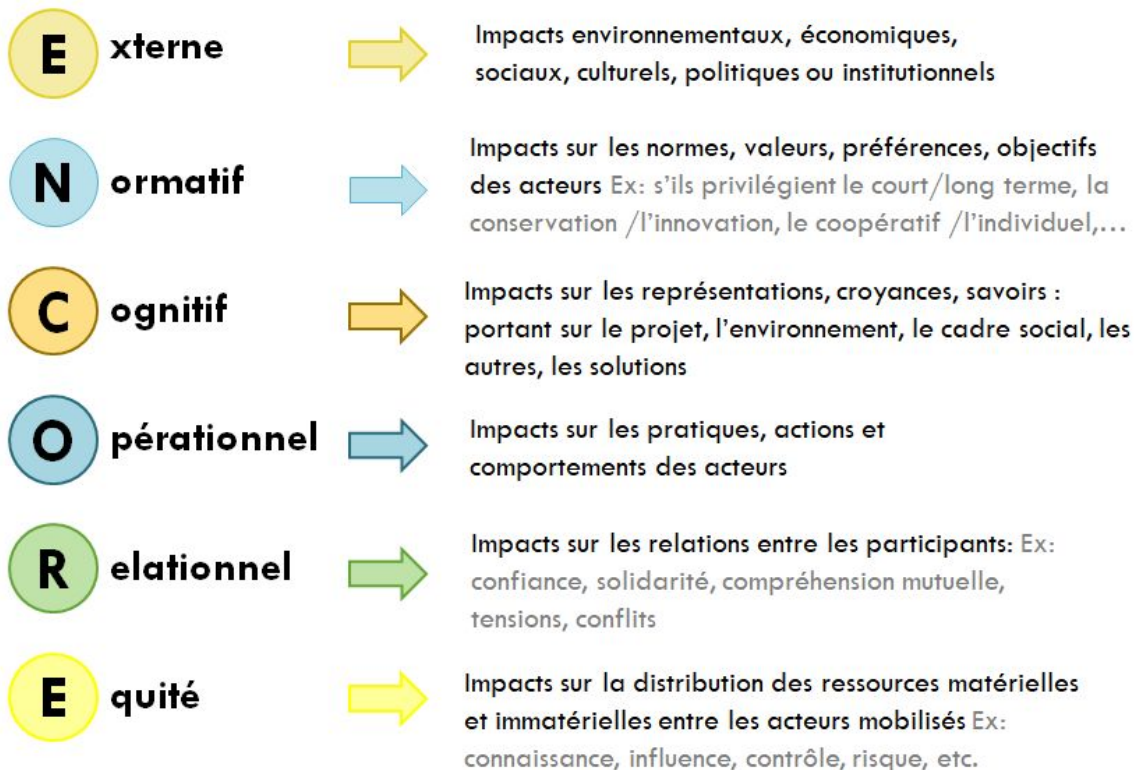 E xterne
Impacts environnementaux, économiques,
sociaux, culturels, politiques ou institutionnels
N ormatif
Impacts sur les normes, valeurs, préférences, objectifs
des acteurs Ex: s'ils privilégient le court/long terme, la
conservation /l'innovation, le coopératif /l'individuel,...
C ognitif
Impacts sur les représentations, croyances, savoirs :
portant sur le projet, l'environnement, le cadre social, les
autres, les solutions
O pérationnel
Impacts sur les pratiques, actions et
comportements des acteurs
R elationnel
Impacts sur les relations entre les participants: Ex:
confiance, solidarité, compréhension mutuelle,
tensions, conflits
E quité
Impacts sur la distribution des ressources matérielles
et immatérielles entre les acteurs mobilisés Ex:
connaissance, influence, contrôle, risque, etc.